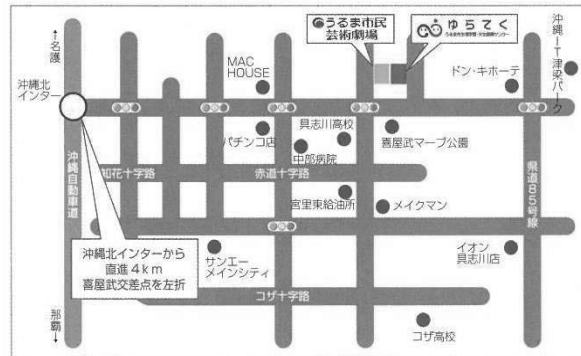 うるま市民
芸術劇場
ゆらてく
うるま市生涯学習・文化振興センター
←名護
沖縄北
インター
MAC
HOUSE
ドン・キホーテ
沖縄IT津梁パーク
パチンコ店
具志川高校
中部病院
喜屋武マーブ公園
沖縄自動車道
知花十字路
赤道十字路
県道85号線
宮里東給油所
メイクマン
沖縄北インターから
直進4km
喜屋武交差点を左折
サンエー
メインシティ
イオン
具志川店
コザ十字路
コザ高校
那覇→